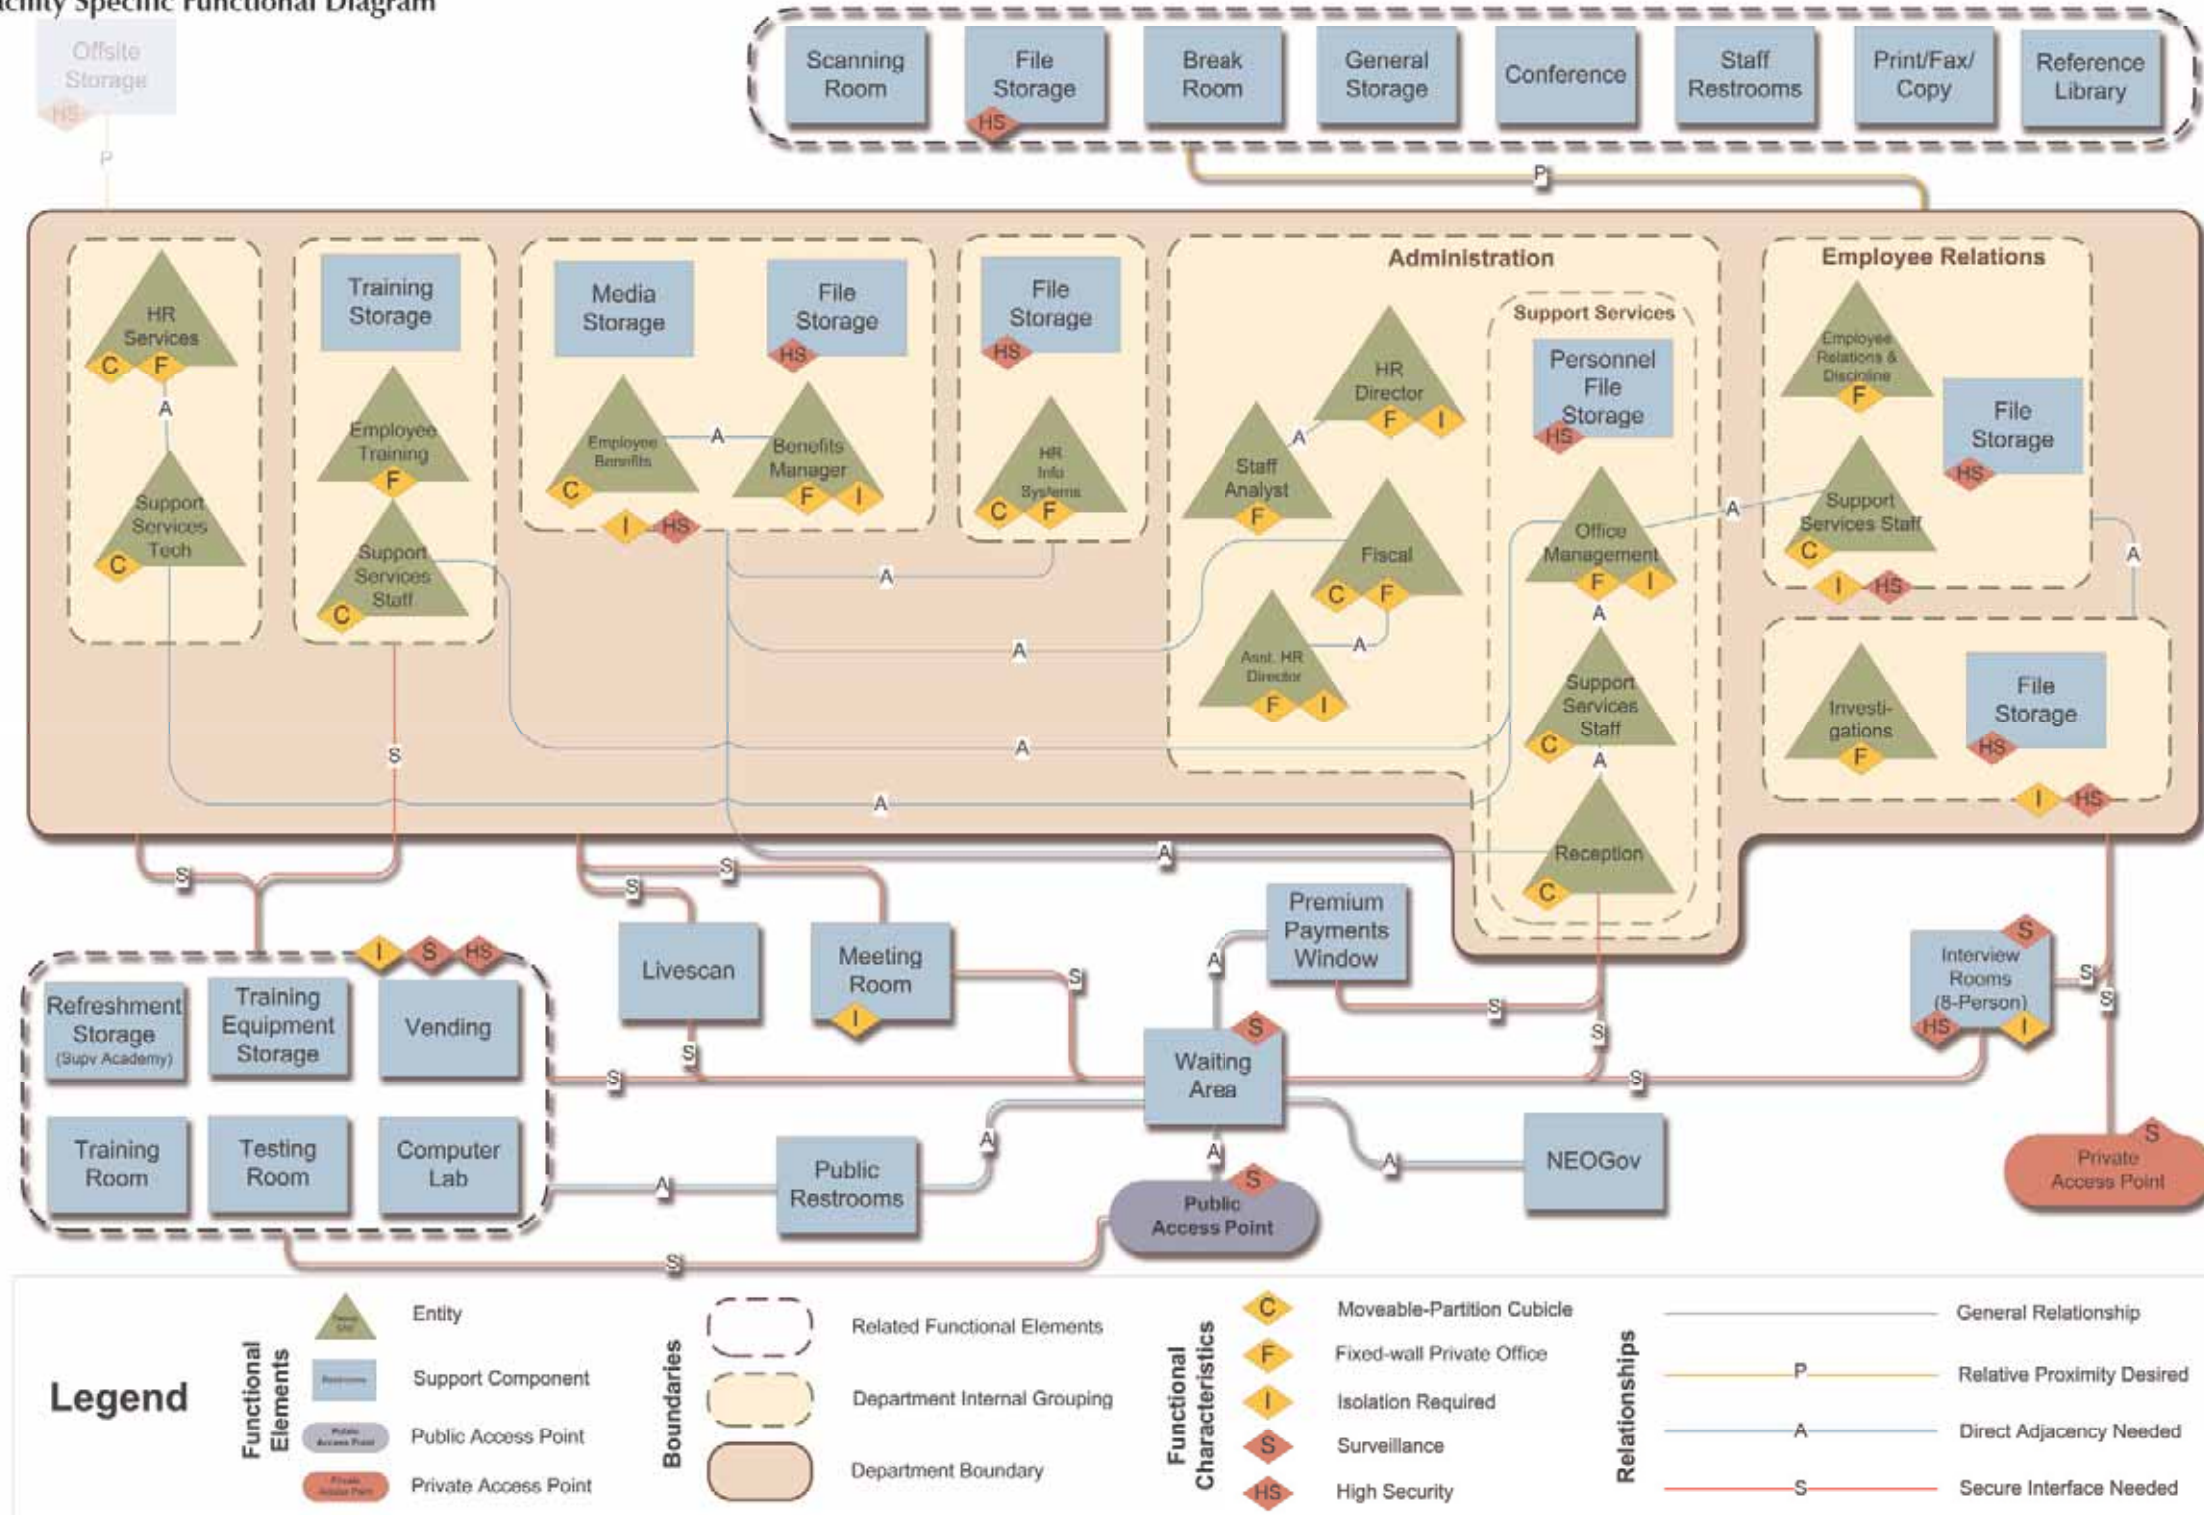 Facility Specific Functional Diagram
Offsite
Storage
HS
P
Scanning
Room
File
Storage
HS
Break
Room
General
Storage
Conference
Staff
Restrooms
Print/Fax/
Copy
Reference
Library
P
HR
Services
C
F
A
Support
Services
Tech
C
Training
Storage
Employee
Training
F
Support
Services
Staff
C
Media
Storage
File
Storage
HS
Employee
Benefits
C
A
Benefits
Manager
F
I
I
HS
File
Storage
HS
HR
Info
Systems
C
F
A
Administration
HR
Director
F
I
A
Staff
Analyst
F
Fiscal
C
F
A
Asst. HR
Director
F
I
Support Services
Personnel
File
Storage
HS
Office
Management
F
I
A
Support
Services
Staff
C
A
Reception
C
Employee Relations
Employee
Relations &
Discipline
F
File
Storage
HS
A
Support
Services Staff
C
I
HS
A
Investi-
gations
F
File
Storage
HS
I
HS
A
A
A
S
A
S
S
S
Livescan
S
Meeting
Room
I
S
Premium
Payments
Window
A
S
S
Interview
Rooms
(8-Person)
S
HS
I
S
S
I
S
HS
Refreshment
Storage
(Supv Academy)
Training
Equipment
Storage
Vending
Training
Room
Testing
Room
Computer
Lab
S
Waiting
Area
S
S
A
Public
Restrooms
A
A
A
NEOGov
S
Public
Access Point
S
Private
Access Point
S
Legend
Functional
Elements
Entity
Restrooms
Support Component
Public
Access Point
Public Access Point
Private
Access Point
Private Access Point
Boundaries
Related Functional Elements
Department Internal Grouping
Department Boundary
Functional
Characteristics
C
Moveable-Partition Cubicle
F
Fixed-wall Private Office
I
Isolation Required
S
Surveillance
HS
High Security
Relationships
General Relationship
P
Relative Proximity Desired
A
Direct Adjacency Needed
S
Secure Interface Needed